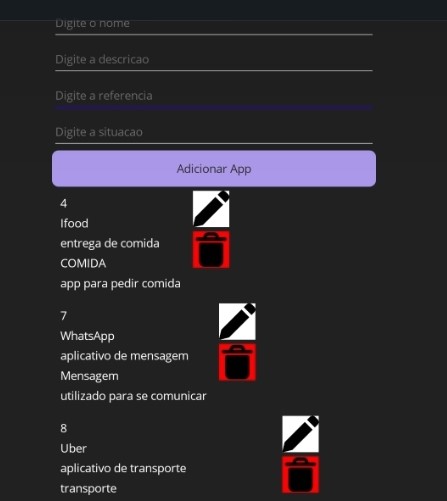 Digite o nome
Digite a descricao
Digite a referencia
Digite a situacao
Adicionar App
4
Ifood
entrega de comida
COMIDA
app para pedir comida
7
WhatsApp
aplicativo de mensagem
Mensagem
utilizado para se comunicar
8
Uber
aplicativo de transporte
transporte